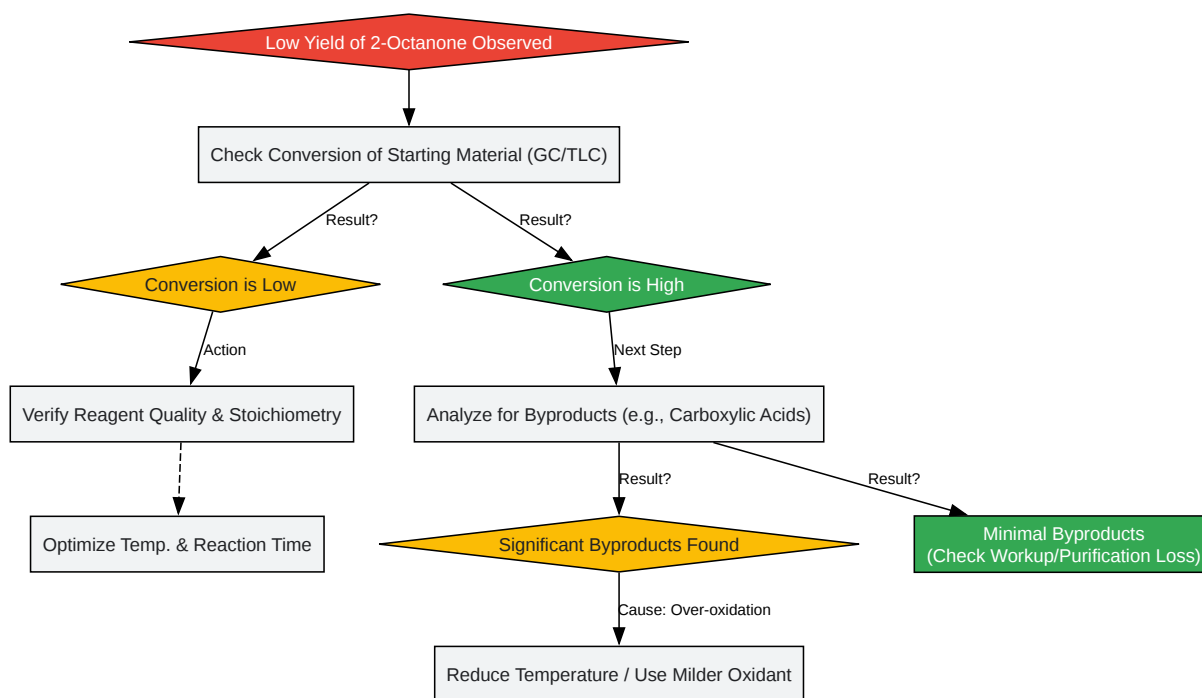 Low Yield of 2-Octanone Observed
Check Conversion of Starting Material (GC/TLC)
Result?
Result?
Conversion is Low
Conversion is High
Action
Next Step
Verify Reagent Quality & Stoichiometry
Analyze for Byproducts (e.g., Carboxylic Acids)
Result?
Result?
Optimize Temp. & Reaction Time
Significant Byproducts Found
Minimal Byproducts
(Check Workup/Purification Loss)
Cause: Over-oxidation
Reduce Temperature / Use Milder Oxidant